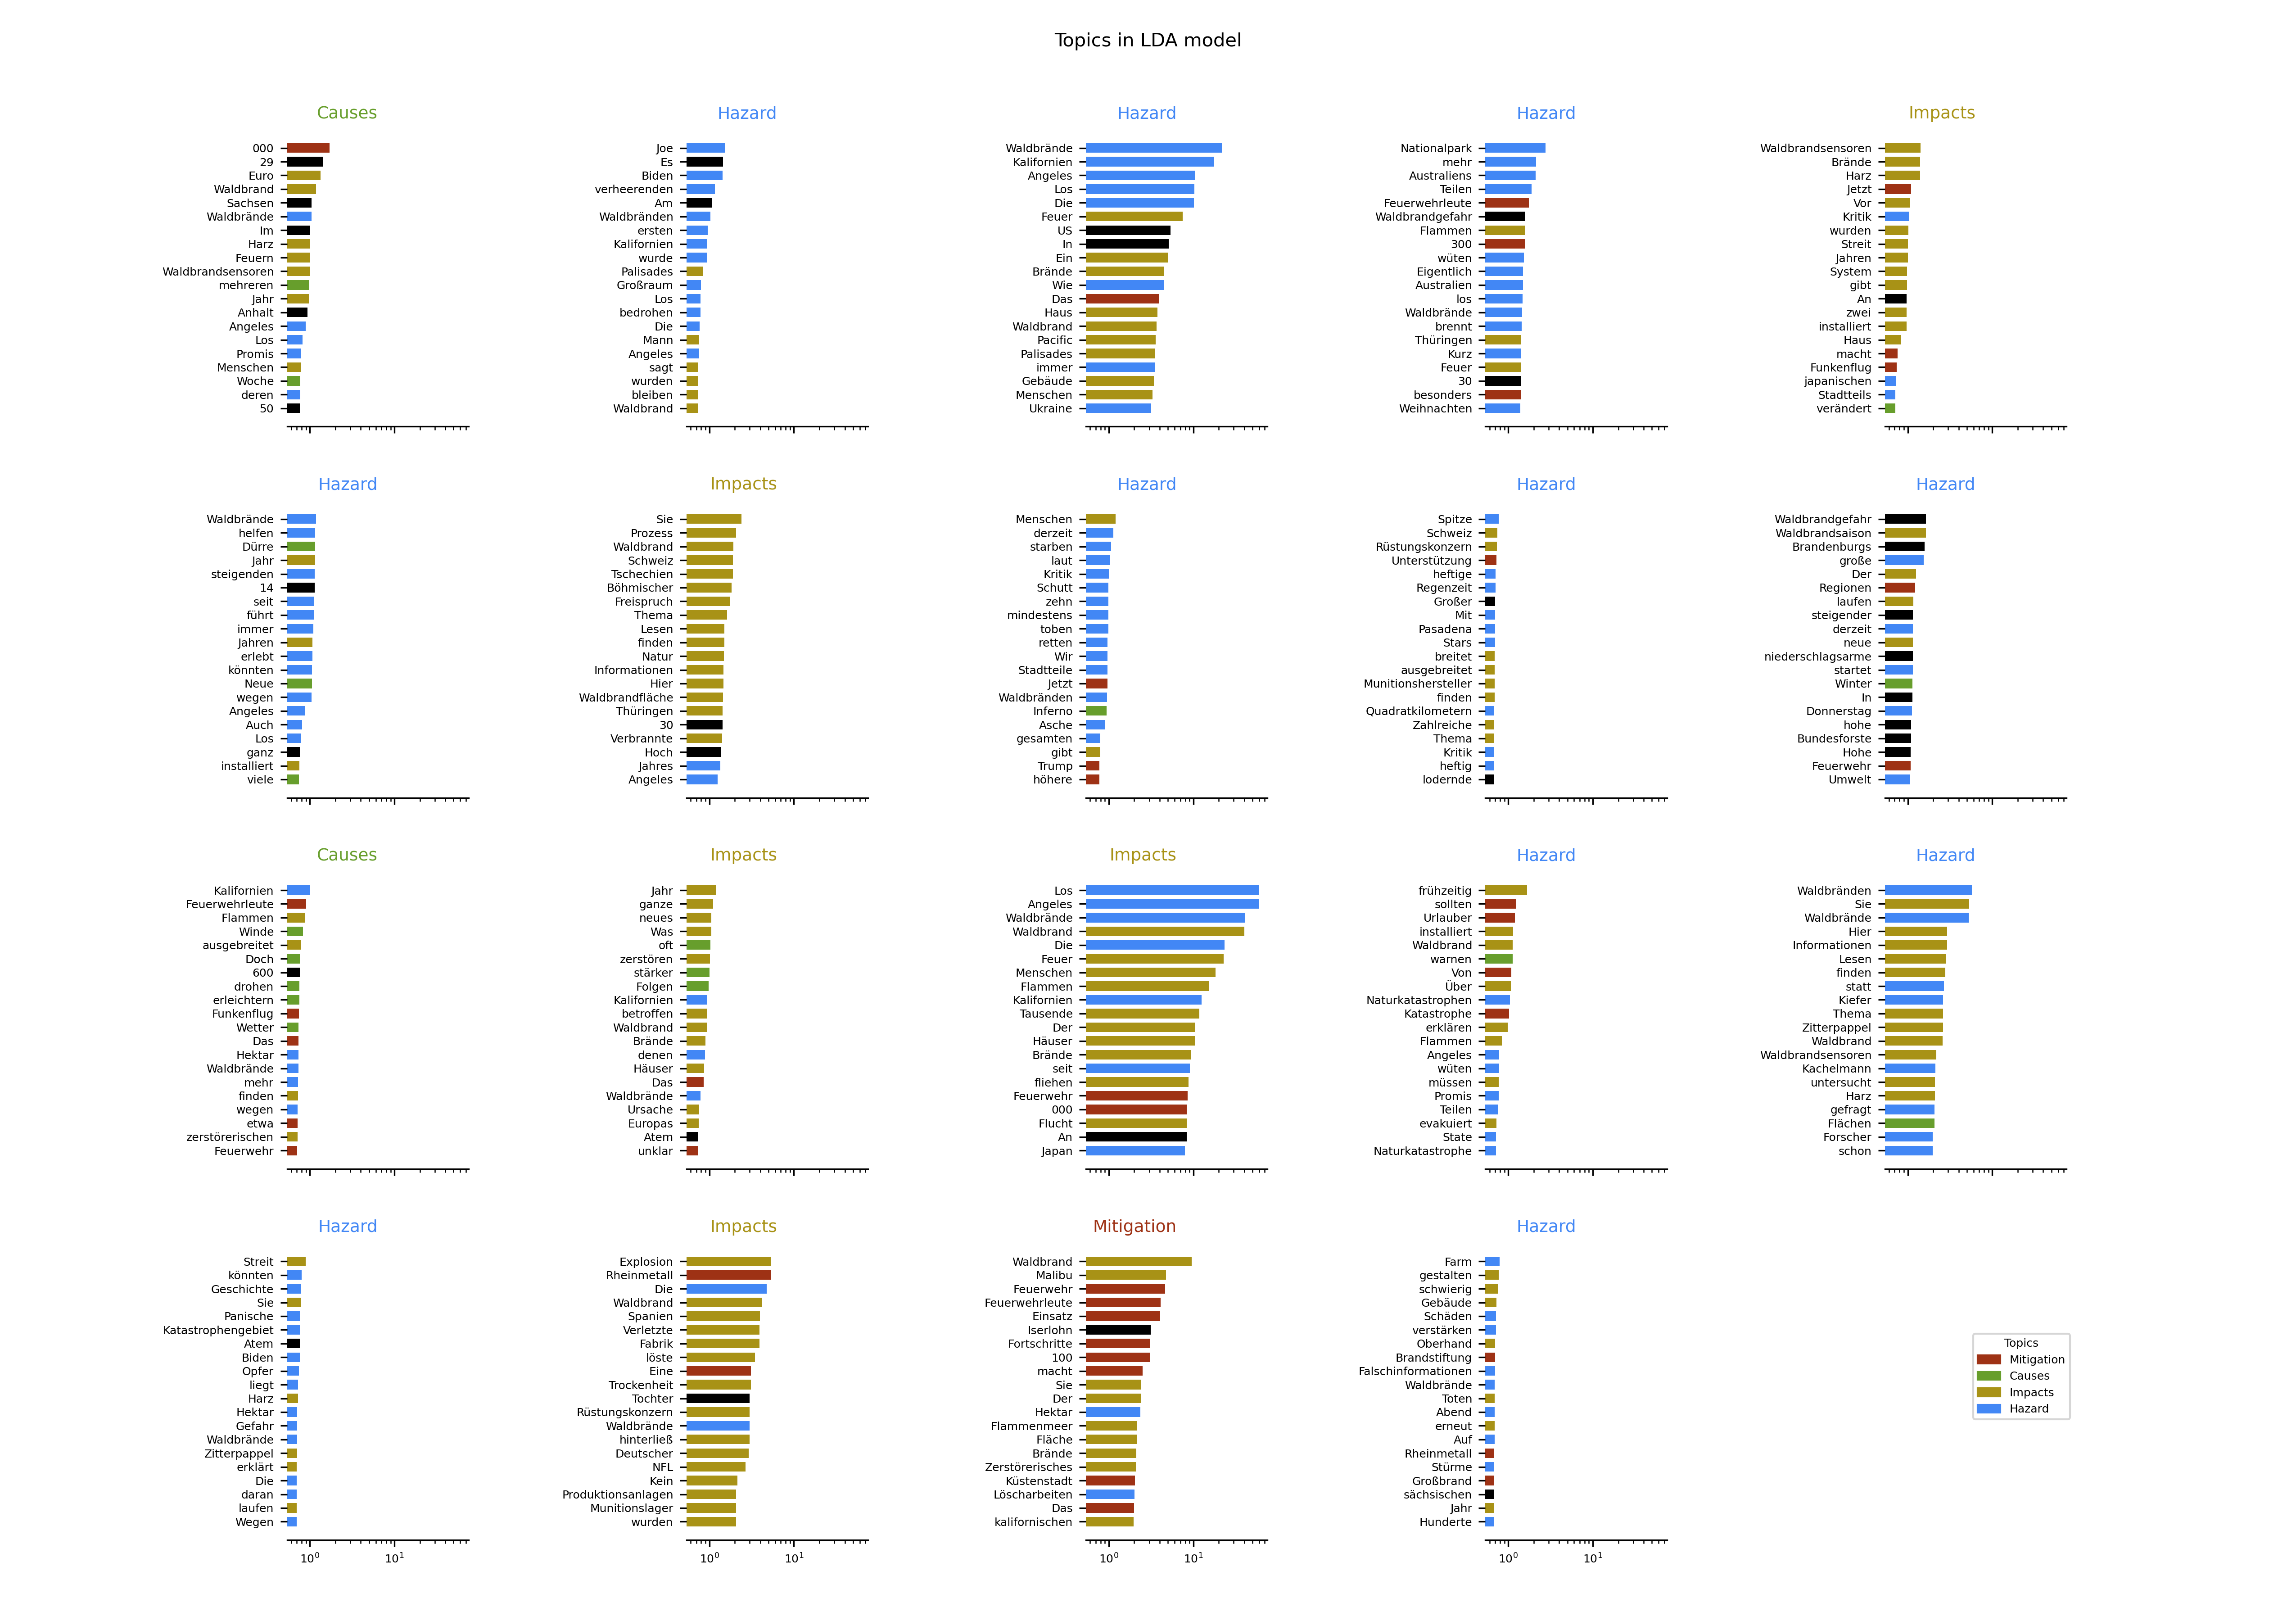 Topics in LDA model
Causes
000
29
Euro
Waldbrand
Sachsen
Waldbrände
Im
Harz
Feuern
Waldbrandsensoren
mehreren
Jahr
Anhalt
Angeles
Los
Promis
Menschen
Woche
deren
50
Hazard
Joe
Es
Biden
verheerenden
Am
Waldbränden
ersten
Kalifornien
wurde
Palisades
Großraum
Los
bedrohen
Die
Mann
Angeles
sagt
wurden
bleiben
Waldbrand
Hazard
Waldbrände
Kalifornien
Angeles
Los
Die
Feuer
US
In
Ein
Brände
Wie
Das
Haus
Waldbrand
Pacific
Palisades
immer
Gebäude
Menschen
Ukraine
Hazard
Nationalpark
mehr
Australiens
Teilen
Feuerwehrleute
Waldbrandgefahr
Flammen
300
wüten
Eigentlich
Australien
los
Waldbrände
brennt
Thüringen
Kurz
Feuer
30
besonders
Weihnachten
Impacts
Waldbrandsensoren
Brände
Harz
Jetzt
Vor
Kritik
wurden
Streit
Jahren
System
gibt
An
zwei
installiert
Haus
macht
Funkenflug
japanischen
Stadtteils
verändert
Hazard
Waldbrände
helfen
Dürre
Jahr
steigenden
14
seit
führt
immer
Jahren
erlebt
könnten
Neue
wegen
Angeles
Auch
Los
ganz
installiert
viele
Impacts
Sie
Prozess
Waldbrand
Schweiz
Tschechien
Böhmischer
Freispruch
Thema
Lesen
finden
Natur
Informationen
Hier
Waldbrandfläche
Thüringen
30
Verbrannte
Hoch
Jahres
Angeles
Hazard
Menschen
derzeit
starben
laut
Kritik
Schutt
zehn
mindestens
toben
retten
Wir
Stadtteile
Jetzt
Waldbränden
Inferno
Asche
gesamten
gibt
Trump
höhere
Hazard
Spitze
Schweiz
Rüstungskonzern
Unterstützung
heftige
Regenzeit
Großer
Mit
Pasadena
Stars
breitet
ausgebreitet
Munitionshersteller
finden
Quadratkilometern
Zahlreiche
Thema
Kritik
heftig
lodernde
Hazard
Waldbrandgefahr
Waldbrandsaison
Brandenburgs
große
Der
Regionen
laufen
steigender
derzeit
neue
niederschlagsarme
startet
Winter
In
Donnerstag
hohe
Bundesforste
Hohe
Feuerwehr
Umwelt
Causes
Kalifornien
Feuerwehrleute
Flammen
Winde
ausgebreitet
Doch
600
drohen
erleichtern
Funkenflug
Wetter
Das
Hektar
Waldbrände
mehr
finden
wegen
etwa
zerstörerischen
Feuerwehr
Impacts
Jahr
ganze
neues
Was
oft
zerstören
stärker
Folgen
Kalifornien
betroffen
Waldbrand
Brände
denen
Häuser
Das
Waldbrände
Ursache
Europas
Atem
unklar
Impacts
Los
Angeles
Waldbrände
Waldbrand
Die
Feuer
Menschen
Flammen
Kalifornien
Tausende
Der
Häuser
Brände
seit
fliehen
Feuerwehr
000
Flucht
An
Japan
Hazard
frühzeitig
sollten
Urlauber
installiert
Waldbrand
warnen
Von
Über
Naturkatastrophen
Katastrophe
erklären
Flammen
Angeles
wüten
müssen
Promis
Teilen
evakuiert
State
Naturkatastrophe
Hazard
Waldbränden
Sie
Waldbrände
Hier
Informationen
Lesen
finden
statt
Kiefer
Thema
Zitterpappel
Waldbrand
Waldbrandsensoren
Kachelmann
untersucht
Harz
gefragt
Flächen
Forscher
schon
Hazard
Streit
könnten
Geschichte
Sie
Panische
Katastrophengebiet
Atem
Biden
Opfer
liegt
Harz
Hektar
Gefahr
Waldbrände
Zitterpappel
erklärt
Die
daran
laufen
Wegen
10⁰ 10¹
Impacts
Explosion
Rheinmetall
Die
Waldbrand
Spanien
Verletzte
Fabrik
löste
Eine
Trockenheit
Tochter
Rüstungskonzern
Waldbrände
hinterließ
Deutscher
NFL
Kein
Produktionsanlagen
Munitionslager
wurden
10⁰ 10¹
Mitigation
Waldbrand
Malibu
Feuerwehr
Feuerwehrleute
Einsatz
Iserlohn
Fortschritte
100
macht
Sie
Der
Hektar
Flammenmeer
Fläche
Brände
Zerstörerisches
Küstenstadt
Löscharbeiten
Das
kalifornischen
10⁰ 10¹
Hazard
Farm
gestalten
schwierig
Gebäude
Schäden
verstärken
Oberhand
Brandstiftung
Falschinformationen
Waldbrände
Toten
Abend
erneut
Auf
Rheinmetall
Stürme
Großbrand
sächsischen
Jahr
Hunderte
10⁰ 10¹
Topics
Mitigation
Causes
Impacts
Hazard